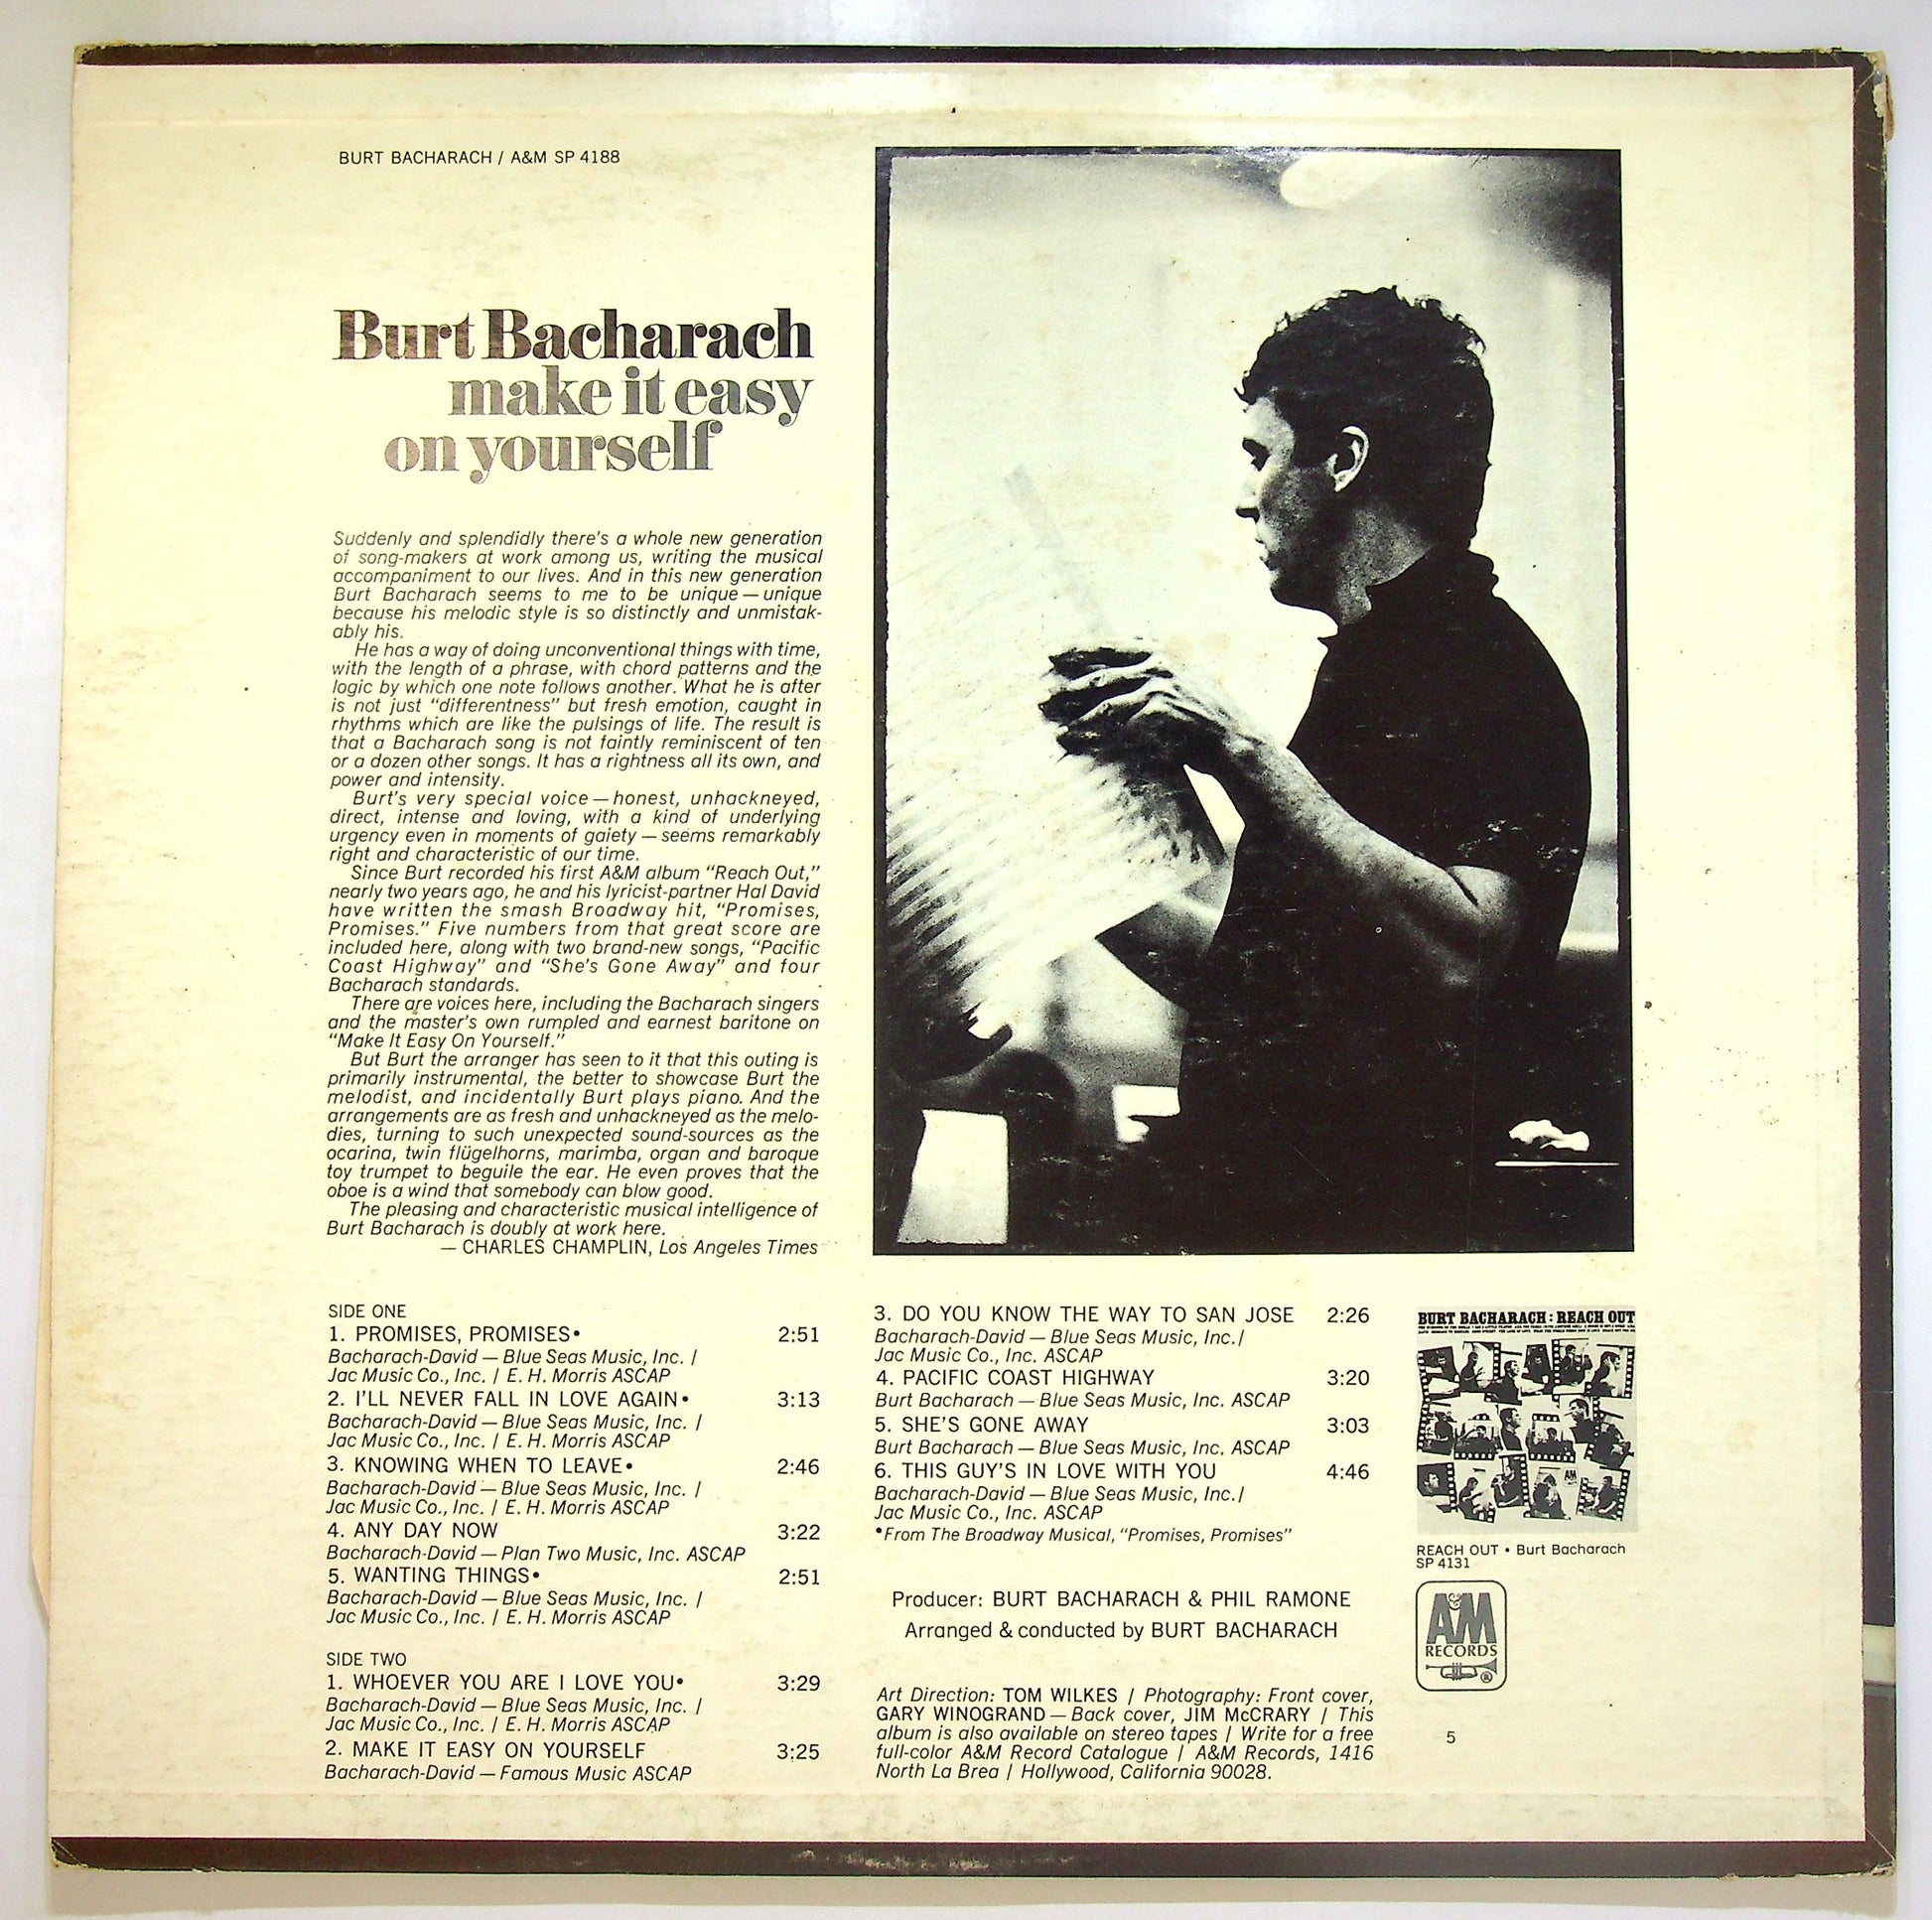 BURT BACHARACH / A&M SP 4188
Burt Bacharach
make it easy
on yourself
Suddenly and splendidly there's a whole new generation
of song-makers at work among us, writing the musical
accompaniment to our lives. And in this new generation
Burt Bacharach seems to me to be unique — unique
because his melodic style is so distinctly and unmistak-
ably his.
He has a way of doing unconventional things with time,
with the length of a phrase, with chord patterns and the
logic by which one note follows another. What he is after
is not just “differentness” but fresh emotion, caught in
rhythms which are like the pulsings of life. The result is
that a Bacharach song is not faintly reminiscent of ten
or a dozen other songs. It has a rightness all its own, and
power and intensity.
Burt's very special voice — honest, unhackneyed,
direct, intense and loving, with a kind of underlying
urgency even in moments of gaiety — seems remarkably
right and characteristic of our time.
Since Burt recorded his first A&M album “Reach Out,”
nearly two years ago, he and his lyricist-partner Hal David
have written the smash Broadway hit, “Promises,
Promises.” Five numbers from that great score are
included here, along with two brand-new songs, “Pacific
Coast Highway” and “She's Gone Away” and four
Bacharach standards.
There are voices here, including the Bacharach singers
and the master's own rumpled and earnest baritone on
“Make It Easy On Yourself.”
But Burt the arranger has seen to it that this outing is
primarily instrumental, the better to showcase Burt the
melodist, and incidentally Burt plays piano. And the
arrangements are as fresh and unhackneyed as the melo-
dies, turning to such unexpected sound-sources as the
ocarina, twin flügelhorns, marimba, organ and baroque
toy trumpet to beguile the ear. He even proves that the
oboe is a wind that somebody can blow good.
The pleasing and characteristic musical intelligence of
Burt Bacharach is doubly at work here.
— CHARLES CHAMPLIN, Los Angeles Times
SIDE ONE
1. PROMISES, PROMISES• 2:51
Bacharach-David — Blue Seas Music, Inc. /
Jac Music Co., Inc. / E. H. Morris ASCAP
2. I'LL NEVER FALL IN LOVE AGAIN• 3:13
Bacharach-David — Blue Seas Music, Inc. /
Jac Music Co., Inc. / E. H. Morris ASCAP
3. KNOWING WHEN TO LEAVE• 2:46
Bacharach-David — Blue Seas Music, Inc. /
Jac Music Co., Inc. / E. H. Morris ASCAP
4. ANY DAY NOW 3:22
Bacharach-David — Plan Two Music, Inc. ASCAP
5. WANTING THINGS• 2:51
Bacharach-David — Blue Seas Music, Inc. /
Jac Music Co., Inc. / E. H. Morris ASCAP
SIDE TWO
1. WHOEVER YOU ARE I LOVE YOU• 3:29
Bacharach-David — Blue Seas Music, Inc. /
Jac Music Co., Inc. / E. H. Morris ASCAP
2. MAKE IT EASY ON YOURSELF 3:25
Bacharach-David — Famous Music ASCAP
3. DO YOU KNOW THE WAY TO SAN JOSE 2:26
Bacharach-David — Blue Seas Music, Inc. /
Jac Music Co., Inc. ASCAP
4. PACIFIC COAST HIGHWAY 3:20
Burt Bacharach — Blue Seas Music, Inc. ASCAP
5. SHE'S GONE AWAY 3:03
Burt Bacharach — Blue Seas Music, Inc. ASCAP
6. THIS GUY'S IN LOVE WITH YOU 4:46
Bacharach-David — Blue Seas Music, Inc. /
Jac Music Co., Inc. ASCAP
•From The Broadway Musical, “Promises, Promises”
Producer: BURT BACHARACH & PHIL RAMONE
Arranged & conducted by BURT BACHARACH
Art Direction: TOM WILKES / Photography: Front cover,
GARY WINOGRAND — Back cover, JIM McCRARY / This
album is also available on stereo tapes / Write for a free
full-color A&M Record Catalogue / A&M Records, 1416
North La Brea / Hollywood, California 90028.
BURT BACHARACH: REACH OUT
REACH OUT • Burt Bacharach
SP 4131
A&M
RECORDS
®
5